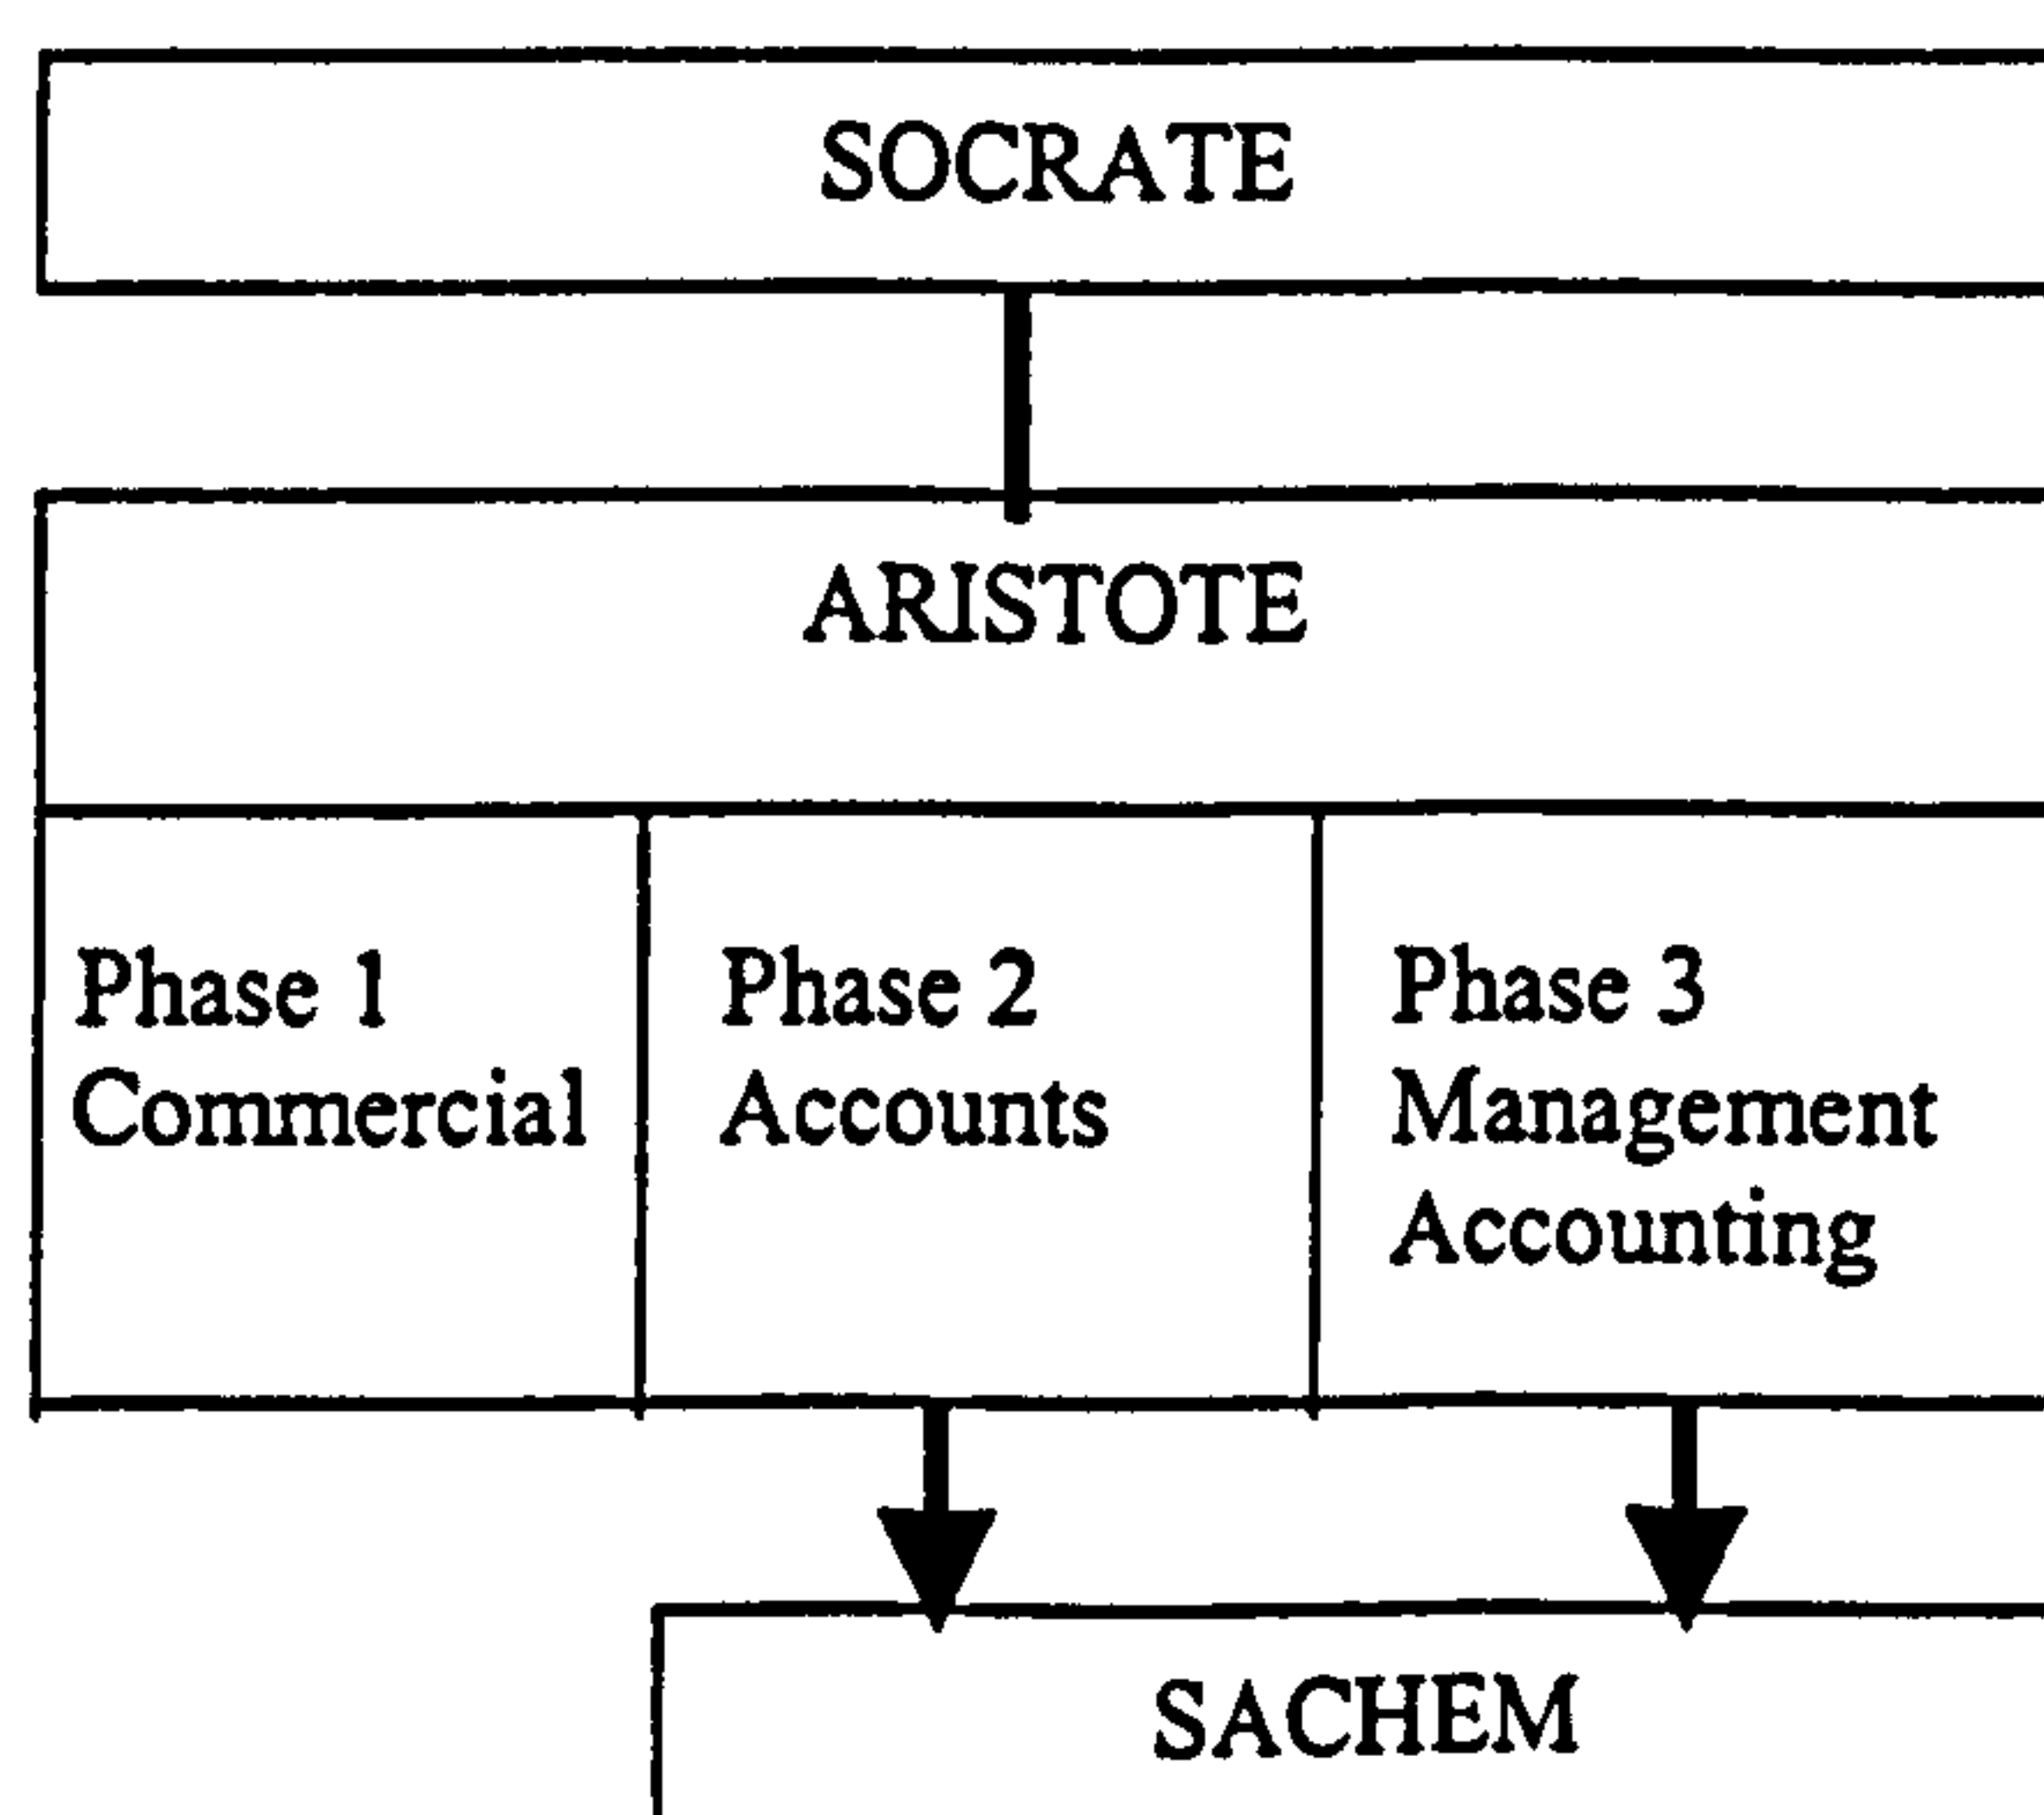 SOCRATE
ARISTOTE
Phase 1
Commercial
Phase 2
Accounts
Phase 3
Management
Accounting
SACHEM